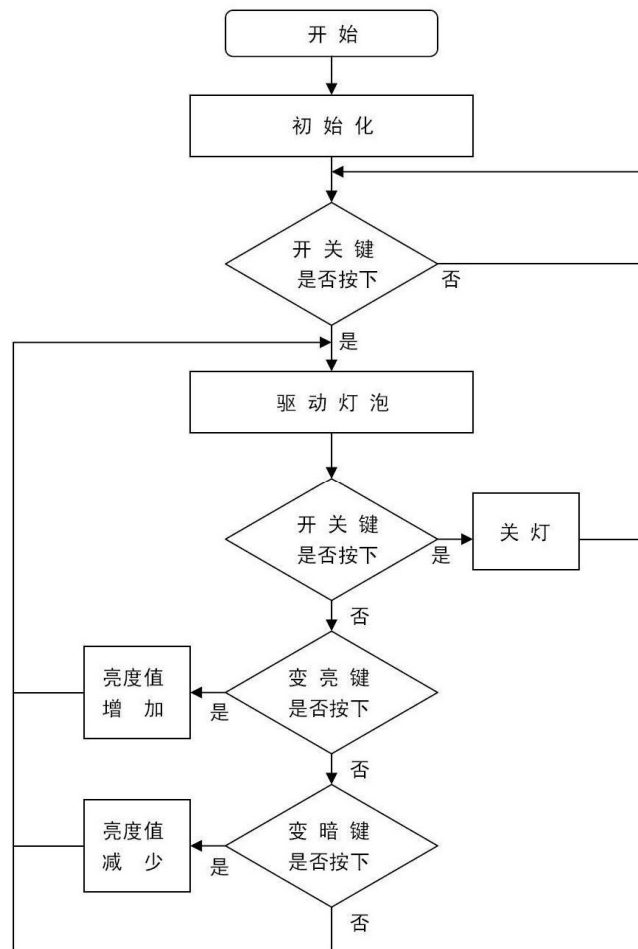 开 始
初 始 化
开 关 键
是否按下
否
是
驱 动 灯 泡
开 关 键
是否按下
是
关 灯
否
亮度值
增 加
是
变 亮 键
是否按下
否
亮度值
减 少
是
变 暗 键
是否按下
否